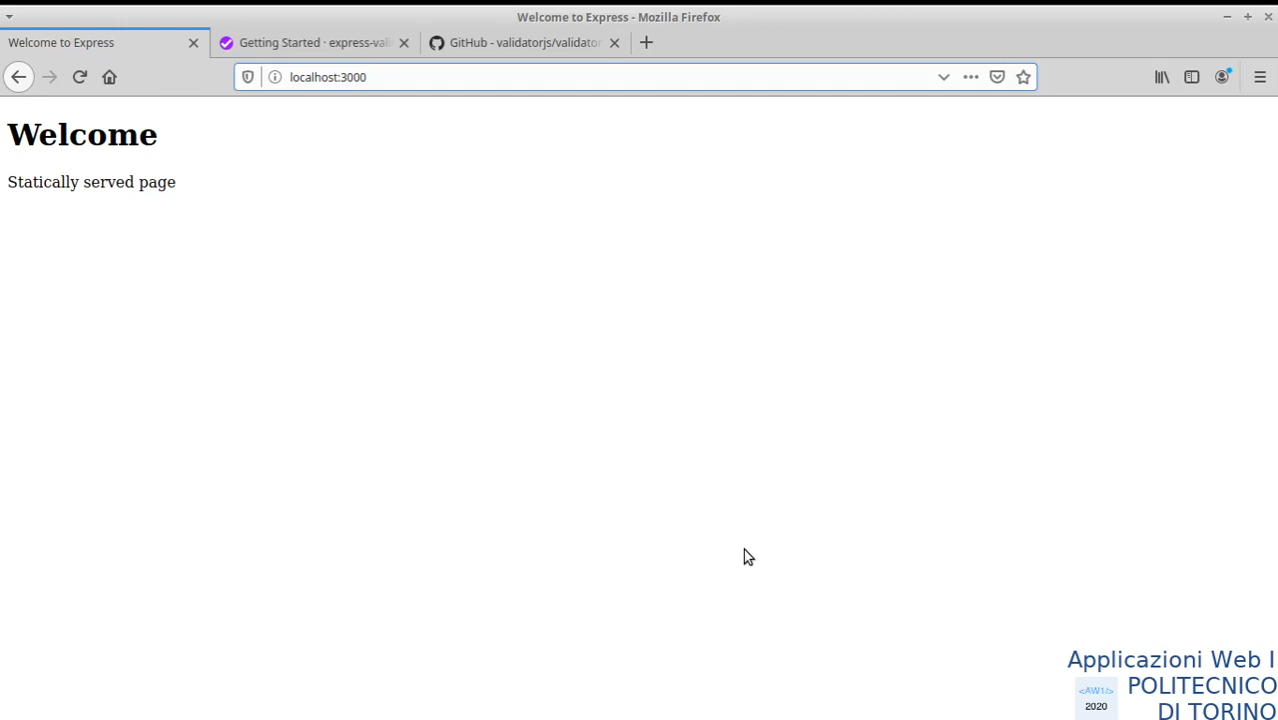 Welcome to Express - Mozilla Firefox
Welcome to Express
Getting Started · express-vali
GitHub - validatorjs/validator
localhost:3000
Welcome
Statically served page
Applicazioni Web I
POLITECNICO
DI TORINO
<AW1/>
2020